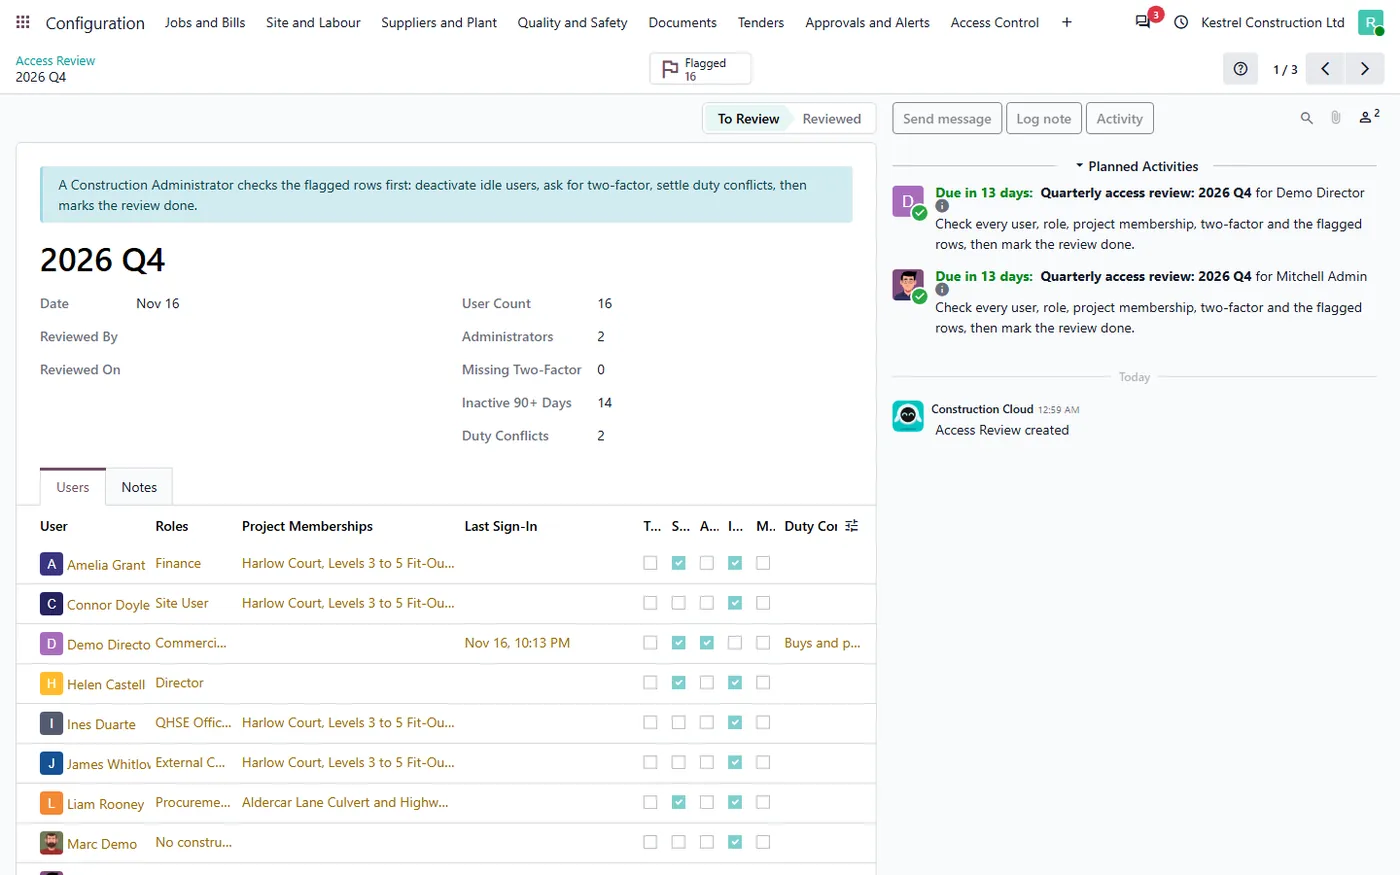 Configuration Jobs and Bills Site and Labour Suppliers and Plant Quality and Safety Documents Tenders Approvals and Alerts Access Control + 3 Kestrel Construction Ltd R
Access Review
2026 Q4
Flagged
16
1 / 3
To Review Reviewed
Send message Log note Activity 2
A Construction Administrator checks the flagged rows first: deactivate idle users, ask for two-factor, settle duty conflicts, then
marks the review done.
2026 Q4
Date Nov 16
Reviewed By
Reviewed On
User Count 16
Administrators 2
Missing Two-Factor 0
Inactive 90+ Days 14
Duty Conflicts 2
Users Notes
User Roles Project Memberships Last Sign-In T... S... A... I... M.. Duty Co
A Amelia Grant Finance Harlow Court, Levels 3 to 5 Fit-Ou...
C Connor Doyle Site User Harlow Court, Levels 3 to 5 Fit-Ou...
D Demo Directo Commerci... Nov 16, 10:13 PM Buys and p...
H Helen Castell Director
I Ines Duarte QHSE Offic... Harlow Court, Levels 3 to 5 Fit-Ou...
J James Whitlo External C... Harlow Court, Levels 3 to 5 Fit-Ou...
L Liam Rooney Procureme... Aldercar Lane Culvert and Highw...
Marc Demo No constru...
Planned Activities
D Due in 13 days: Quarterly access review: 2026 Q4 for Demo Director
Check every user, role, project membership, two-factor and the flagged
rows, then mark the review done.
Due in 13 days: Quarterly access review: 2026 Q4 for Mitchell Admin
Check every user, role, project membership, two-factor and the flagged
rows, then mark the review done.
Today
Construction Cloud 12:59 AM
Access Review created